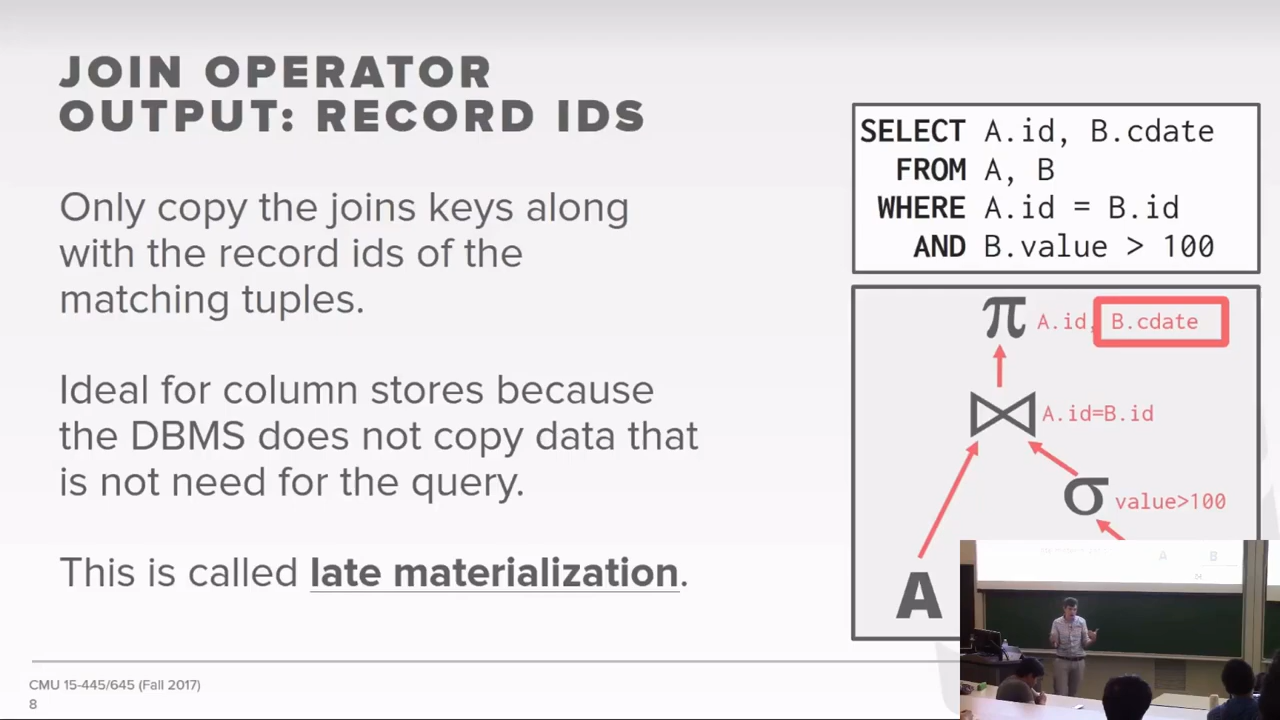 JOIN OPERATOR
OUTPUT: RECORD IDS
Only copy the joins keys along
with the record ids of the
matching tuples.
Ideal for column stores because
the DBMS does not copy data that
is not need for the query.
This is called late materialization.
SELECT A.id, B.cdate
FROM A, B
WHERE A.id = B.id
AND B.value > 100
π A.id, B.cdate
⋈ A.id=B.id
σ value>100
A
A B
⋈
CMU 15-445/645 (Fall 2017)
8